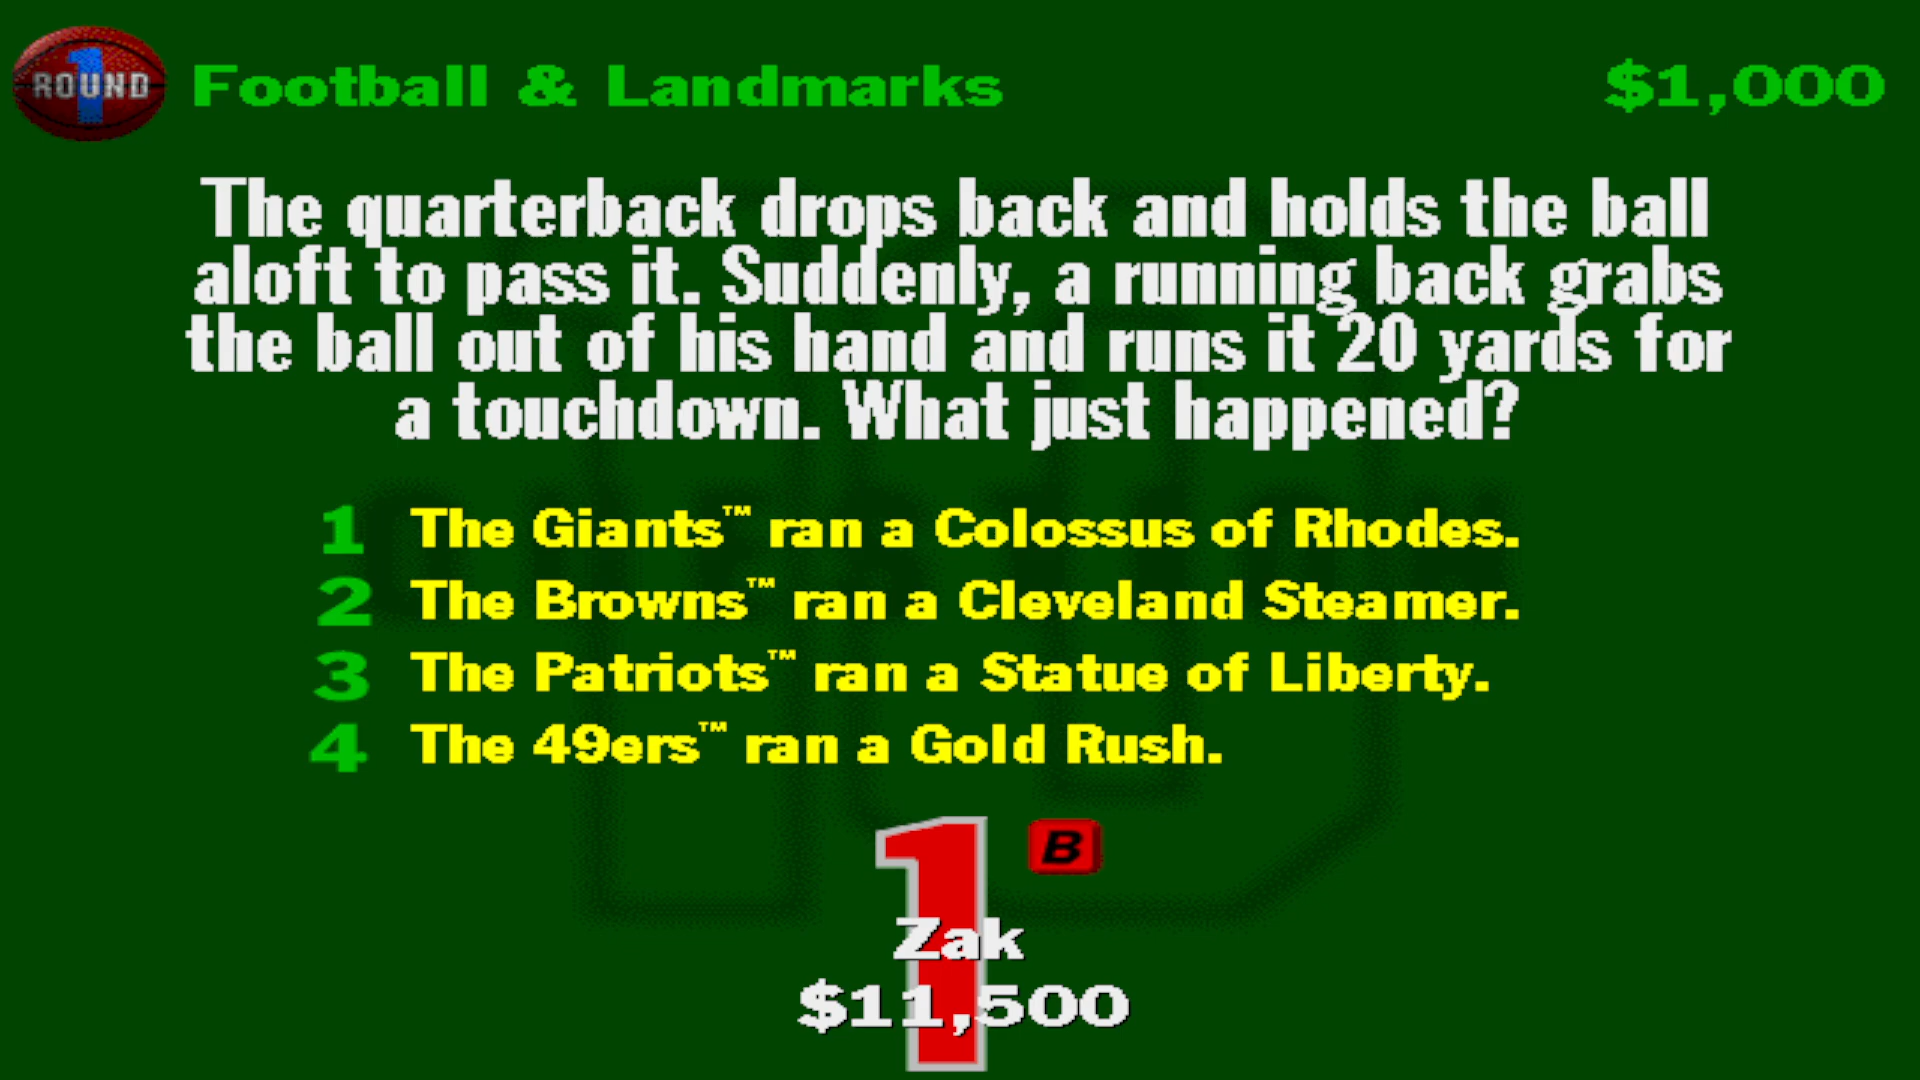 ROUND 1 Football & Landmarks $1,000
The quarterback drops back and holds the ball
aloft to pass it. Suddenly, a running back grabs
the ball out of his hand and runs it 20 yards for
a touchdown. What just happened?
1 The Giants™ ran a Colossus of Rhodes.
2 The Browns™ ran a Cleveland Steamer.
3 The Patriots™ ran a Statue of Liberty.
4 The 49ers™ ran a Gold Rush.
1 B
Zak
$11,500